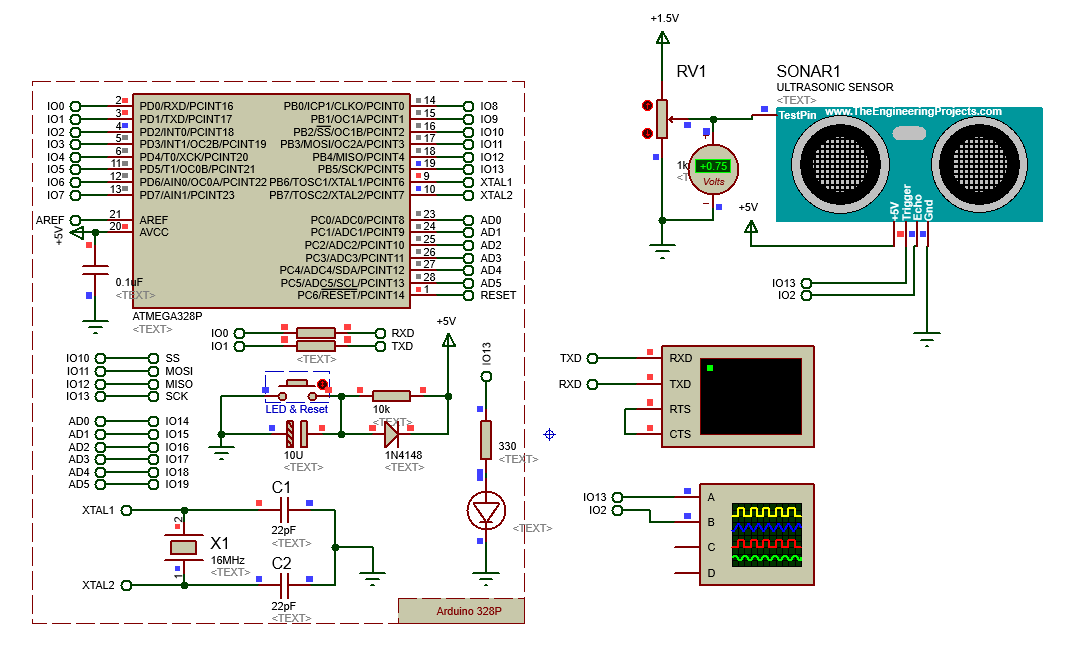 +1.5V
RV1
1k
<T
+0.75
Volts
SONAR1
ULTRASONIC SENSOR
<TEXT>
TestPin
www.TheEngineeringProjects.com
+5V
Trigger
Echo
Gnd
+5V
IO13
IO2
IO0
IO1
IO2
IO3
IO4
IO5
IO6
IO7
AREF
+5V
2
3
4
5
6
11
12
13
21
20
PD0/RXD/PCINT16
PD1/TXD/PCINT17
PD2/INT0/PCINT18
PD3/INT1/OC2B/PCINT19
PD4/T0/XCK/PCINT20
PD5/T1/OC0B/PCINT21
PD6/AIN0/OC0A/PCINT22
PD7/AIN1/PCINT23
AREF
AVCC
PB0/ICP1/CLKO/PCINT0
PB1/OC1A/PCINT1
PB2/SS/OC1B/PCINT2
PB3/MOSI/OC2A/PCINT3
PB4/MISO/PCINT4
PB5/SCK/PCINT5
PB6/TOSC1/XTAL1/PCINT6
PB7/TOSC2/XTAL2/PCINT7
PC0/ADC0/PCINT8
PC1/ADC1/PCINT9
PC2/ADC2/PCINT10
PC3/ADC3/PCINT11
PC4/ADC4/SDA/PCINT12
PC5/ADC5/SCL/PCINT13
PC6/RESET/PCINT14
14
15
16
17
18
19
9
10
23
24
25
26
27
28
1
IO8
IO9
IO10
IO11
IO12
IO13
XTAL1
XTAL2
AD0
AD1
AD2
AD3
AD4
AD5
RESET
0.1uF
<TEXT>
ATMEGA328P
<TEXT>
IO0
RXD
IO1
TXD
<TEXT>
IO10
SS
IO11
MOSI
IO12
MISO
IO13
SCK
AD0
IO14
AD1
IO15
AD2
IO16
AD3
IO17
AD4
IO18
AD5
IO19
LED & Reset
+5V
10k
<TEXT>
10U
<TEXT>
1N4148
<TEXT>
IO13
330
<TEXT>
<TEXT>
XTAL1
XTAL2
2
1
X1
16MHz
<TEXT>
C1
22pF
<TEXT>
C2
22pF
<TEXT>
Arduino 328P
TXD
RXD
RXD
TXD
RTS
CTS
IO13
IO2
A
B
C
D